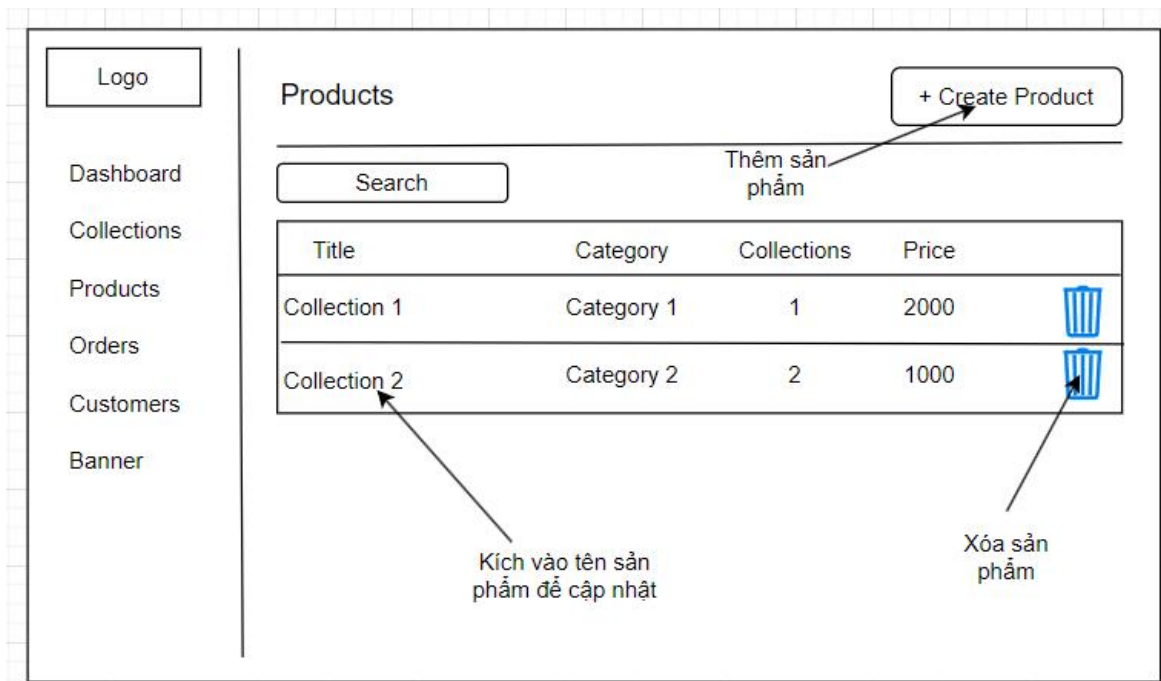 Logo
Dashboard
Collections
Products
Orders
Customers
Banner
Products
+ Create Product
Thêm sản
phẩm
Search
Title Category Collections Price
Collection 1 Category 1 1 2000
Collection 2 Category 2 2 1000
Kích vào tên sản
phẩm để cập nhật
Xóa sản
phẩm